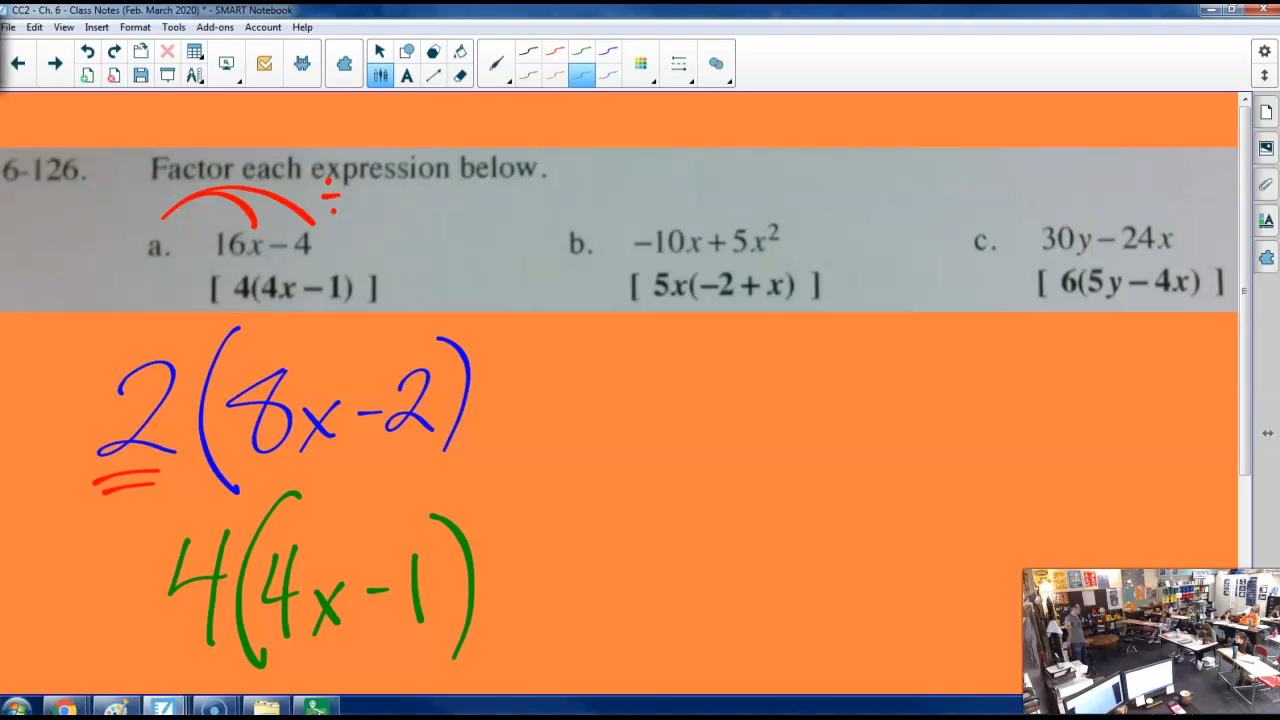 CC2 - Ch. 6 - Class Notes (Feb. March 2020) * - SMART Notebook
File Edit View Insert Format Tools Add-ons Account Help
6-126. Factor each expression below.
÷
a. 16x − 4 b. −10x + 5x² c. 30y − 24x
[ 4(4x − 1) ] [ 5x(−2 + x) ] [ 6(5y − 4x) ]
2(8x - 2)
4(4x - 1)